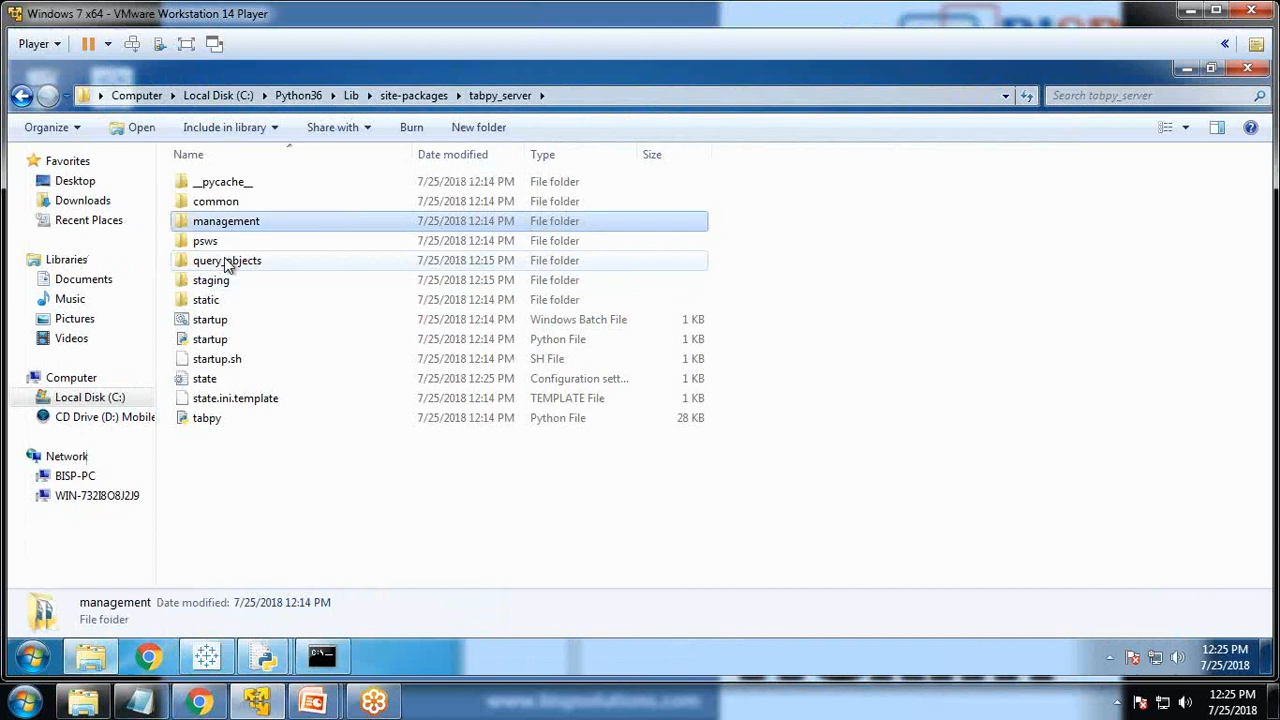 Windows 7 x64 - VMware Workstation 14 Player
Player
Computer Local Disk (C:) Python36 Lib site-packages tabpy_server
Search tabpy_server
Organize Open Include in library Share with Burn New folder
Name Date modified Type Size
Favorites
Desktop
Downloads
Recent Places
Libraries
Documents
Music
Pictures
Videos
Computer
Local Disk (C:)
CD Drive (D:) Mobile
Network
BISP-PC
WIN-732I8O8J2J9
__pycache__ 7/25/2018 12:14 PM File folder
common 7/25/2018 12:14 PM File folder
management 7/25/2018 12:14 PM File folder
psws 7/25/2018 12:14 PM File folder
query_objects 7/25/2018 12:15 PM File folder
staging 7/25/2018 12:15 PM File folder
static 7/25/2018 12:14 PM File folder
startup 7/25/2018 12:14 PM Windows Batch File 1 KB
startup 7/25/2018 12:14 PM Python File 1 KB
startup.sh 7/25/2018 12:14 PM SH File 1 KB
state 7/25/2018 12:25 PM Configuration sett... 1 KB
state.ini.template 7/25/2018 12:14 PM TEMPLATE File 1 KB
tabpy 7/25/2018 12:14 PM Python File 28 KB
management Date modified: 7/25/2018 12:14 PM
File folder
12:25 PM
7/25/2018
12:25 PM
7/25/2018